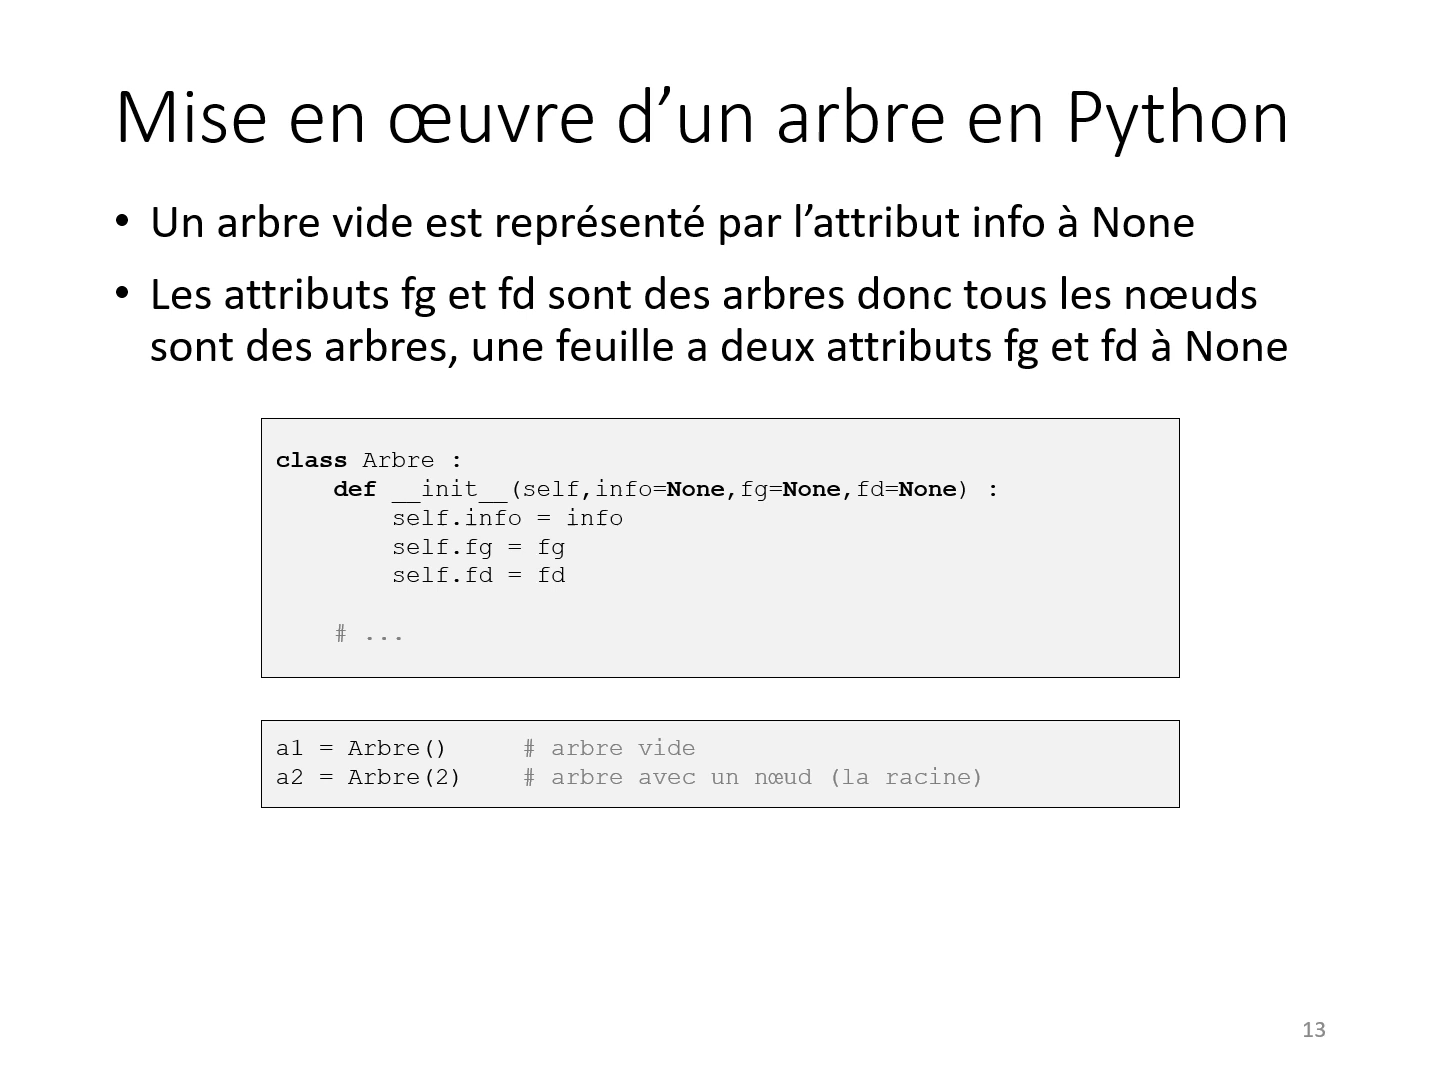 Mise en œuvre d’un arbre en Python
• Un arbre vide est représenté par l’attribut info à None
• Les attributs fg et fd sont des arbres donc tous les nœuds
sont des arbres, une feuille a deux attributs fg et fd à None
class Arbre :
    def __init__(self,info=None,fg=None,fd=None) :
        self.info = info
        self.fg = fg
        self.fd = fd
    # ...
a1 = Arbre()     # arbre vide
a2 = Arbre(2)    # arbre avec un nœud (la racine)
13